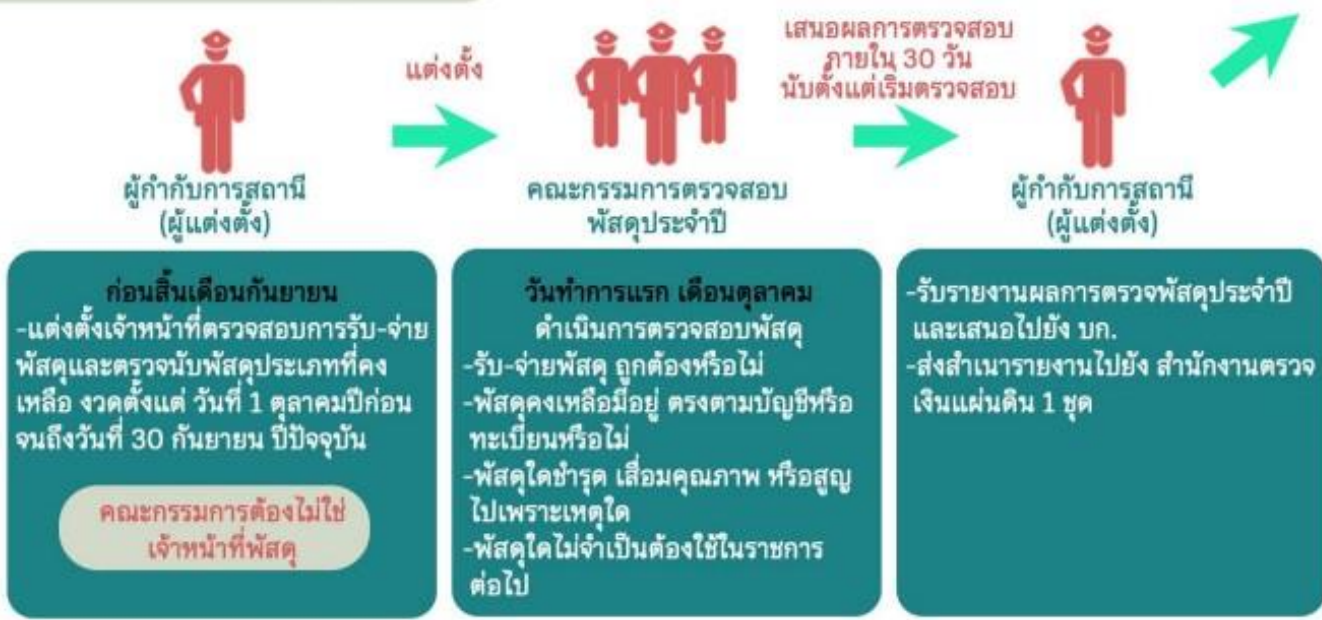 แต่งตั้ง
เสนอผลการตรวจสอบ
ภายใน 30 วัน
นับตั้งแต่เริ่มตรวจสอบ
ผู้กำกับการสถานี
(ผู้แต่งตั้ง)
คณะกรรมการตรวจสอบ
พัสดุประจำปี
ผู้กำกับการสถานี
(ผู้แต่งตั้ง)
ก่อนสิ้นเดือนกันยายน
-แต่งตั้งเจ้าหน้าที่ตรวจสอบการรับ-จ่าย
พัสดุและตรวจนับพัสดุประเภทที่คง
เหลือ งวดตั้งแต่ วันที่ 1 ตุลาคมปีก่อน
จนถึงวันที่ 30 กันยายน ปีปัจจุบัน
คณะกรรมการต้องไม่ใช่
เจ้าหน้าที่พัสดุ
วันทำการแรก เดือนตุลาคม
ดำเนินการตรวจสอบพัสดุ
-รับ-จ่ายพัสดุ ถูกต้องหรือไม่
-พัสดุคงเหลือมีอยู่ ตรงตามบัญชีหรือ
ทะเบียนหรือไม่
-พัสดุใดชำรุด เสื่อมคุณภาพ หรือสูญ
ไปเพราะเหตุใด
-พัสดุใดไม่จำเป็นต้องใช้ในราชการ
ต่อไป
-รับรายงานผลการตรวจพัสดุประจำปี
และเสนอไปยัง บก.
-ส่งสำเนารายงานไปยัง สำนักงานตรวจ
เงินแผ่นดิน 1 ชุด